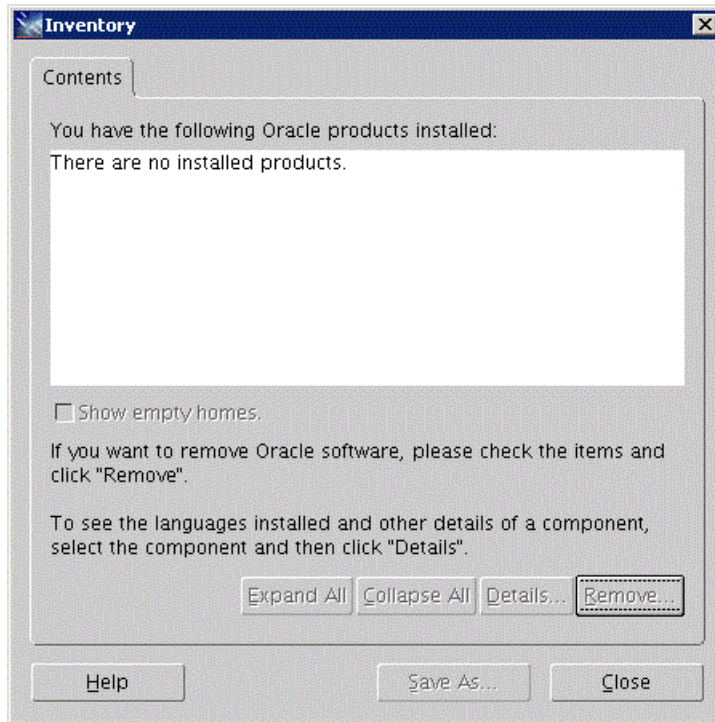 Inventory
Contents
You have the following Oracle products installed:
There are no installed products.
Show empty homes.
If you want to remove Oracle software, please check the items and
click "Remove".
To see the languages installed and other details of a component,
select the component and then click "Details".
Expand All Collapse All Details... Remove...
Help Save As... Close